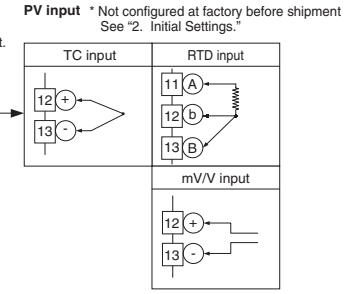 PV input * Not configured at factory before shipment
See “2. Initial Settings.”
t.
TC input
RTD input
12 +
13 -
11 A
12 b
13 B
mV/V input
12 +
13 -